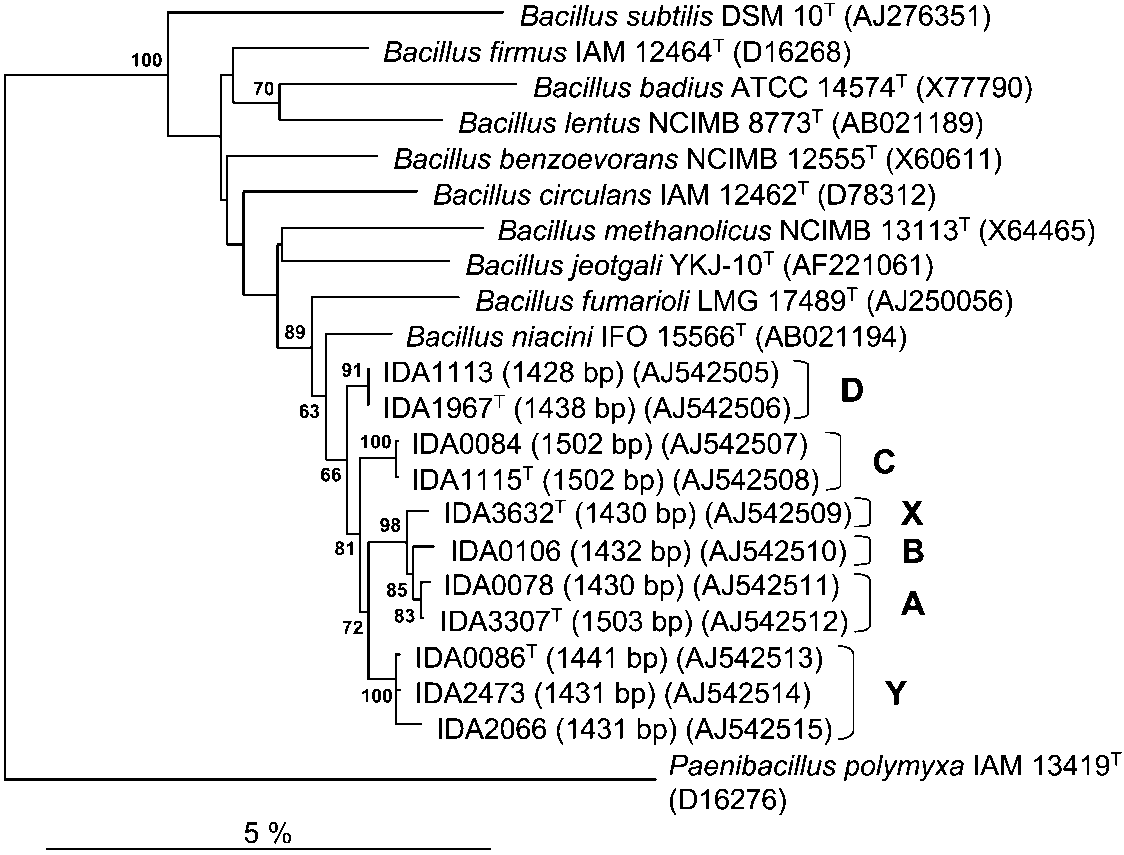 Bacillus subtilis DSM 10ᵀ (AJ276351)
100
Bacillus firmus IAM 12464ᵀ (D16268)
70
Bacillus badius ATCC 14574ᵀ (X77790)
Bacillus lentus NCIMB 8773ᵀ (AB021189)
Bacillus benzoevorans NCIMB 12555ᵀ (X60611)
Bacillus circulans IAM 12462ᵀ (D78312)
Bacillus methanolicus NCIMB 13113ᵀ (X64465)
Bacillus jeotgali YKJ-10ᵀ (AF221061)
Bacillus fumarioli LMG 17489ᵀ (AJ250056)
89
Bacillus niacini IFO 15566ᵀ (AB021194)
91
IDA1113 (1428 bp) (AJ542505)
D
IDA1967ᵀ (1438 bp) (AJ542506)
63
100
IDA0084 (1502 bp) (AJ542507)
C
66
IDA1115ᵀ (1502 bp) (AJ542508)
IDA3632ᵀ (1430 bp) (AJ542509)
X
98
81
IDA0106 (1432 bp) (AJ542510)
B
85
IDA0078 (1430 bp) (AJ542511)
A
83
IDA3307ᵀ (1503 bp) (AJ542512)
72
IDA0086ᵀ (1441 bp) (AJ542513)
100
IDA2473 (1431 bp) (AJ542514)
Y
IDA2066 (1431 bp) (AJ542515)
Paenibacillus polymyxa IAM 13419ᵀ
(D16276)
5 %